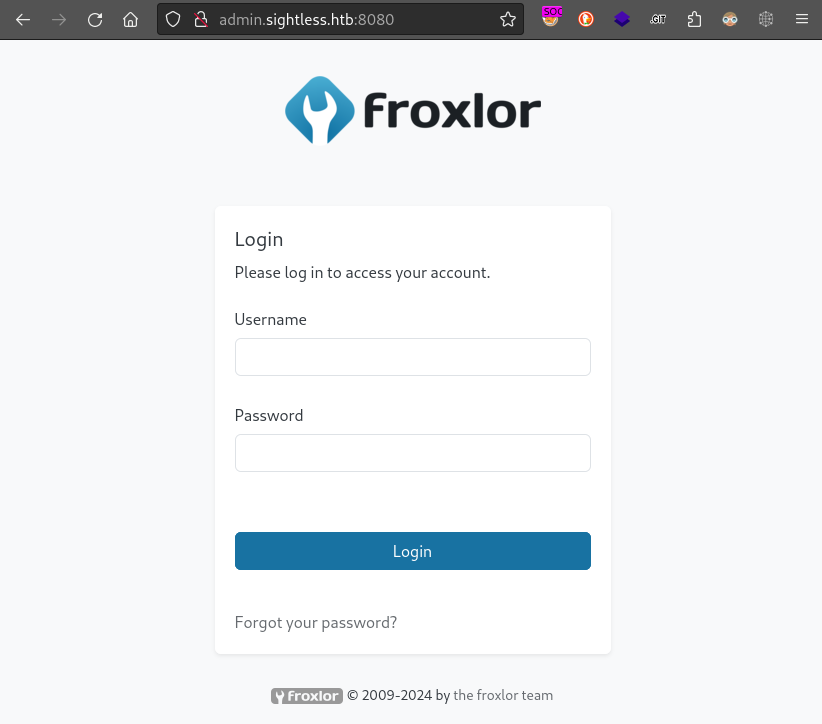 admin.sightless.htb:8080
SOC
.GIT
froxlor
Login
Please log in to access your account.
Username
Password
Login
Forgot your password?
froxlor © 2009-2024 by the froxlor team